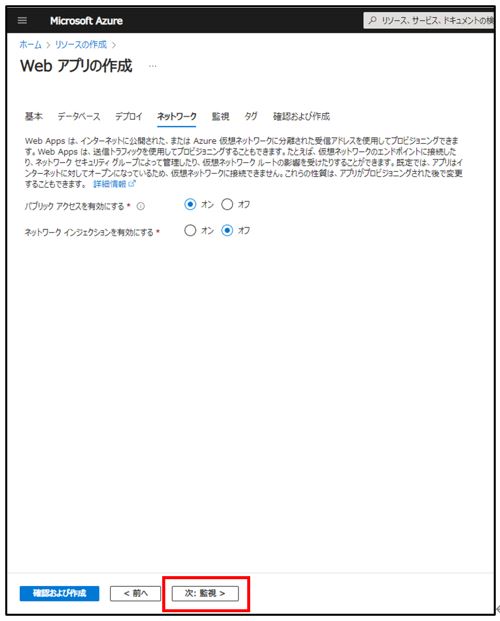 Microsoft Azure
リソース、サービス、ドキュメントの検
ホーム > リソースの作成 >
Web アプリの作成 …
基本 データベース デプロイ ネットワーク 監視 タグ 確認および作成
Web Apps は、インターネットに公開された、または Azure 仮想ネットワークに分離された受信アドレスを使用してプロビジョニングできま
す。Web Apps は、送信トラフィックを使用してプロビジョニングすることもできます。たとえば、仮想ネットワークのエンドポイントに接続した
り、ネットワーク セキュリティ グループによって管理したり、仮想ネットワーク ルートの影響を受けたりすることができます。既定では、アプリはイ
ンターネットに対してオープンになっているため、仮想ネットワークに接続できません。これらの性質は、アプリがプロビジョニングされた後で変更
することもできます。 詳細情報
パブリック アクセスを有効にする * オン オフ
ネットワーク インジェクションを有効にする * オン オフ
確認および作成 < 前へ 次: 監視 >